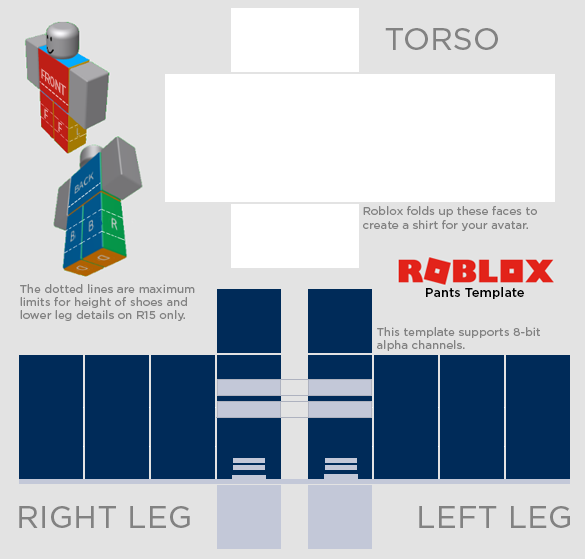 TORSO
FRONT
F
F
L
BACK
B
B
R
Roblox folds up these faces to
create a shirt for your avatar.
ROBLOX
Pants Template
The dotted lines are maximum
limits for height of shoes and
lower leg details on R15 only.
This template supports 8-bit
alpha channels.
RIGHT LEG
LEFT LEG